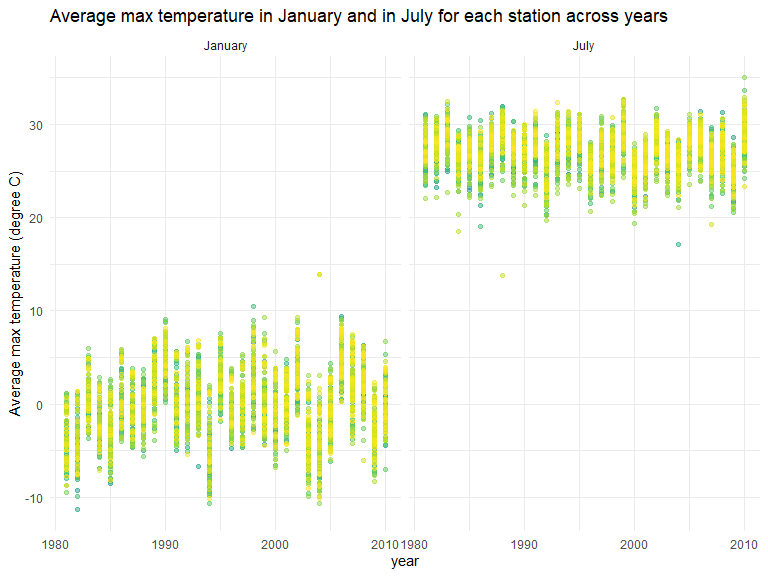 Average max temperature in January and in July for each station across years
January
July
Average max temperature (degree C)
30
20
10
0
-10
1980
1990
2000
2010
1980
1990
2000
2010
year